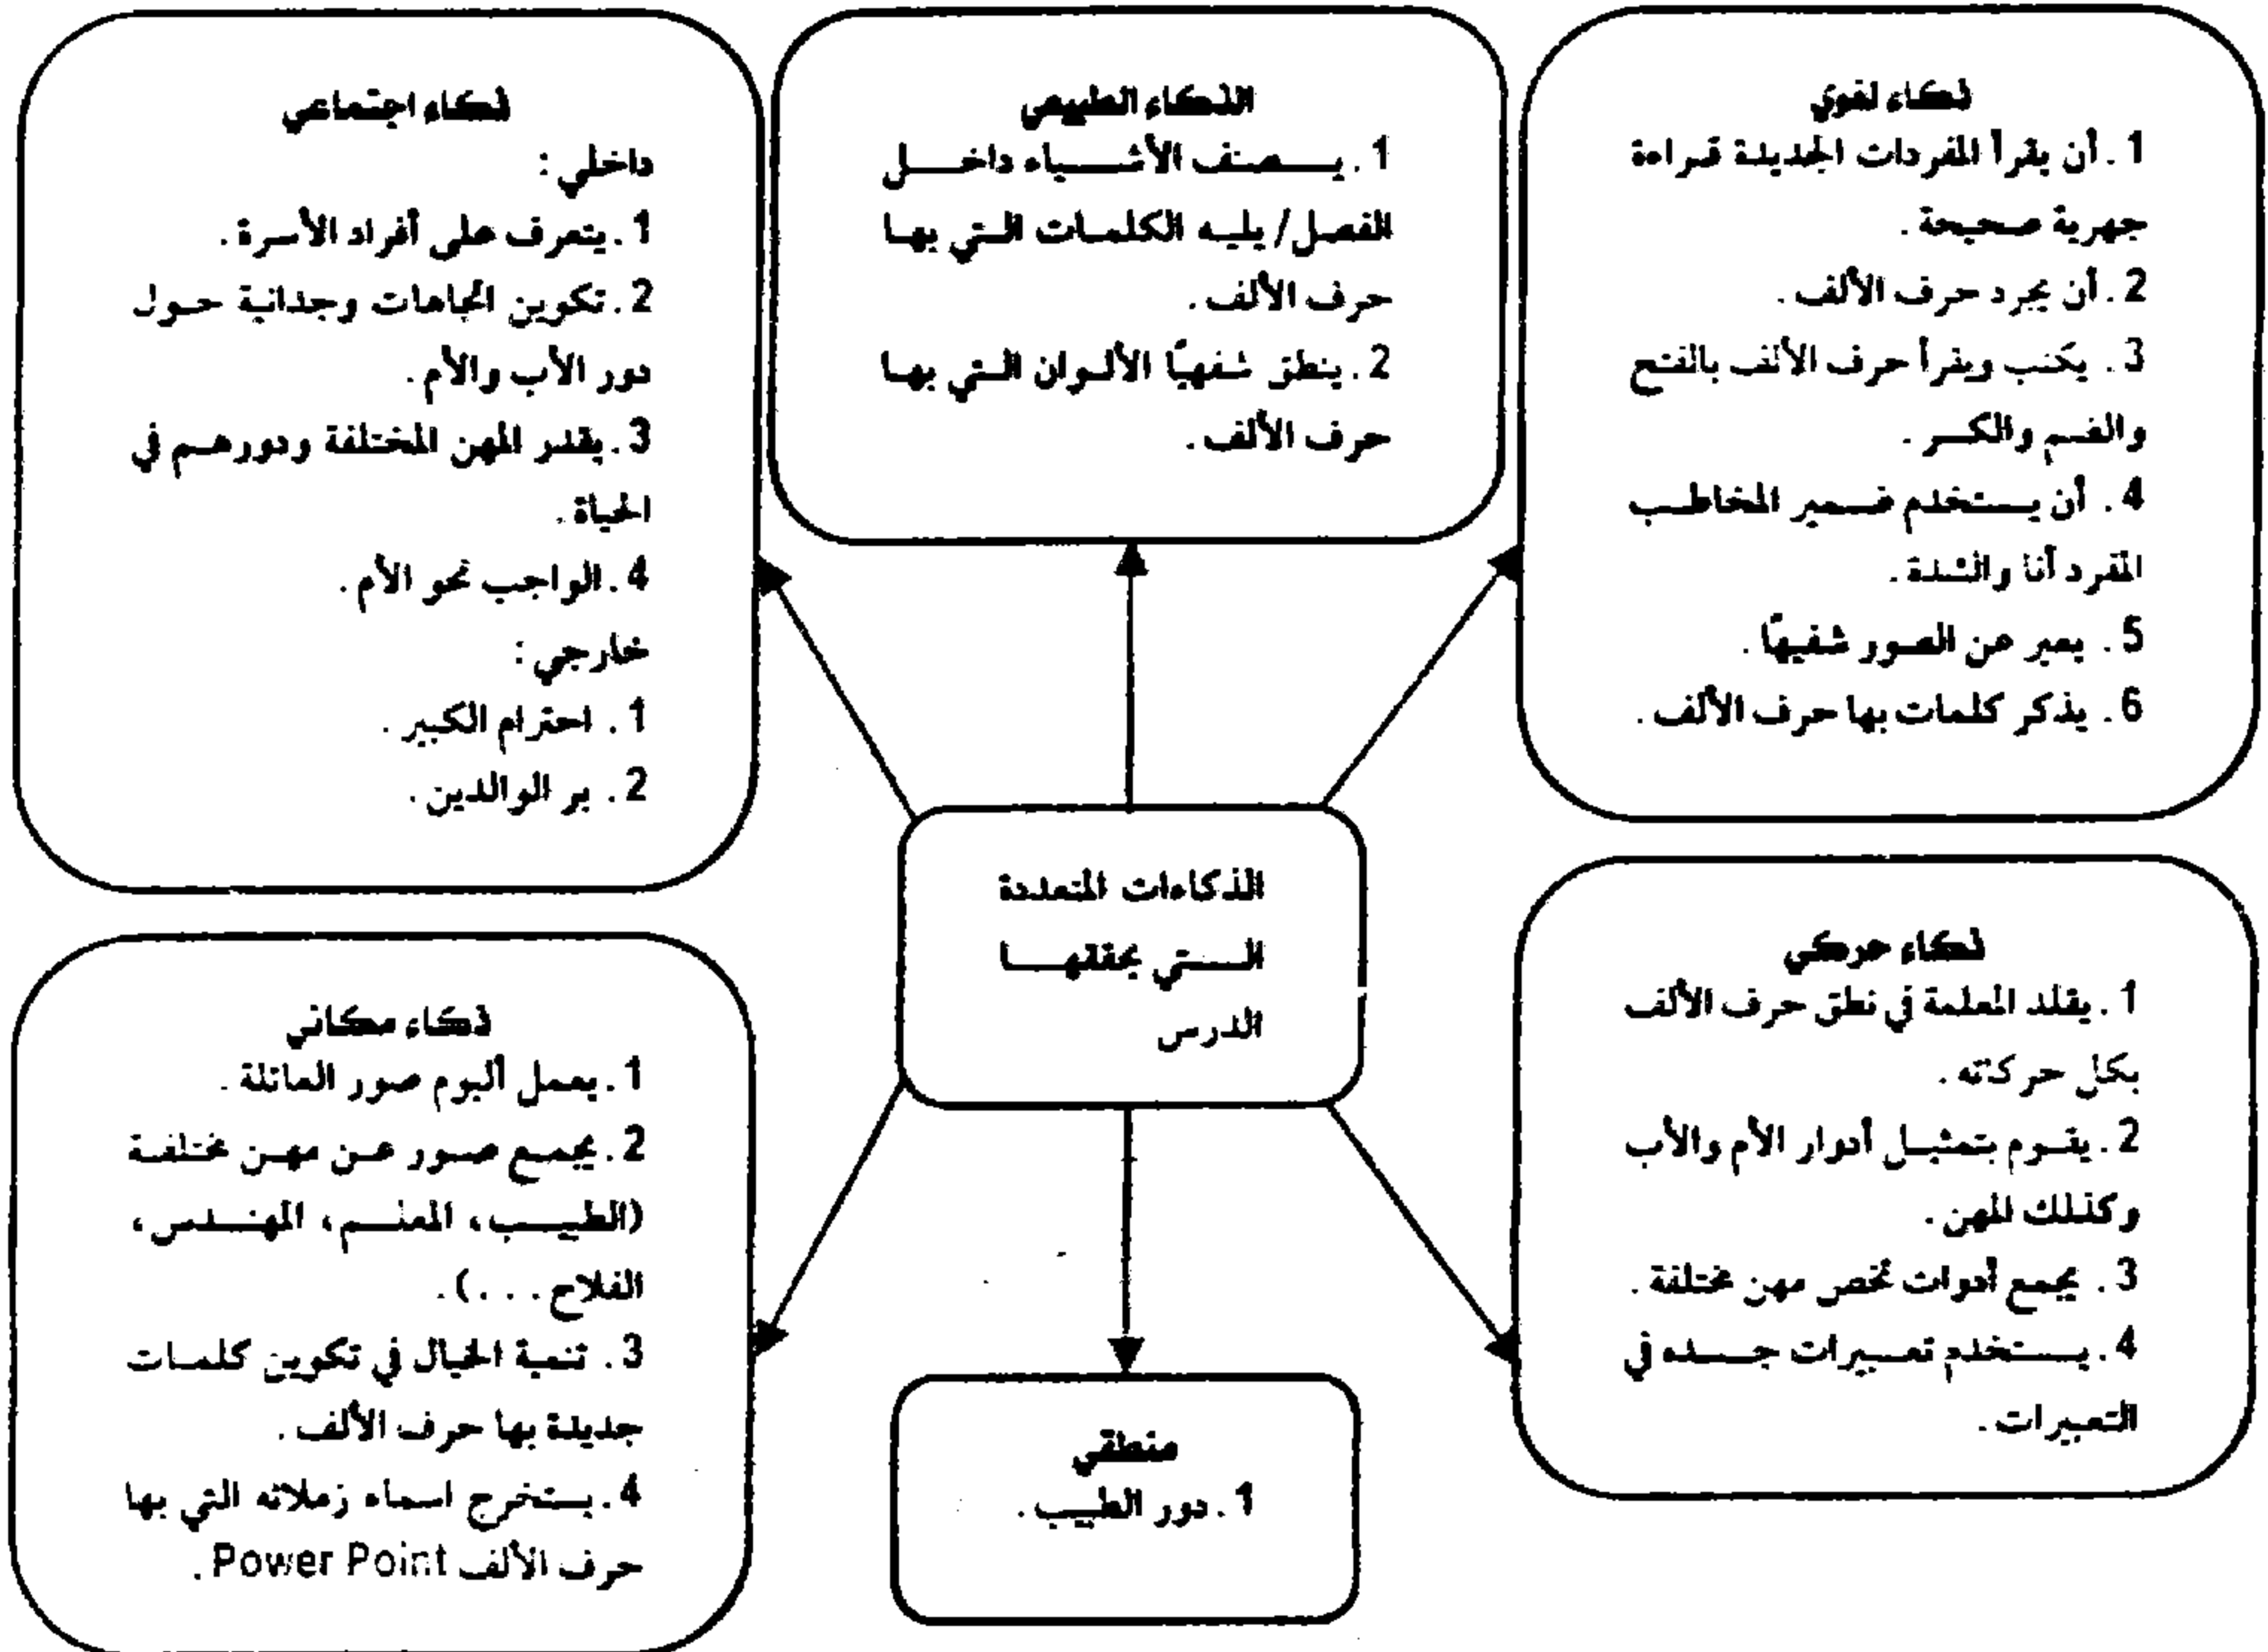 ذكاء لغوي
1. أن يقرأ المفردات الجديدة قراءة
جهرية صحيحة.
2. أن يجرد حرف الألف.
3. يكتب ويقرأ حرف الألف بالفتح
والضم والكسر.
4. أن يستخدم ضمير المخاطب
المفرد أنا والشدة.
5. يعبر عن الصور شفهيًا.
6. يذكر كلمات بها حرف الألف.
الذكاء الطبيعي
1. يصنف الأشياء داخل
الفصل/ يليه الكلمات التي بها
حرف الألف.
2. ينطق شفهيًا الألوان التي بها
حرف الألف.
ذكاء اجتماعي
داخلي:
1. يتعرف على أفراد الأسرة.
2. تكوين اتجاهات وجدانية حول
دور الأب والأم.
3. يقدر المهن المختلفة ودورهم في
الحياة.
4. الواجب نحو الأم.
خارجي:
1. احترام الكبير.
2. بر الوالدين.
الذكاءات المتعددة
التي يحققها
الدرس
ذكاء حركي
1. يقلد المعلمة في نطق حرف الألف
بكل حركته.
2. يقوم بتمثيل أدوار الأم والأب
وكذلك المهن.
3. يجمع أدوات تخص مهن مختلفة.
4. يستخدم تعبيرات جسده في
التعبيرات.
منطقي
1. دور الطبيب.
ذكاء مكاني
1. يعمل ألبوم صور العائلة.
2. يجمع صور عن مهن مختلفة
(الطبيب، المعلم، المهندس،
الفلاح...).
3. تنمية الخيال في تكوين كلمات
جديدة بها حرف الألف.
4. يستخرج اسماء زملائه التي بها
حرف الألف Power Point.